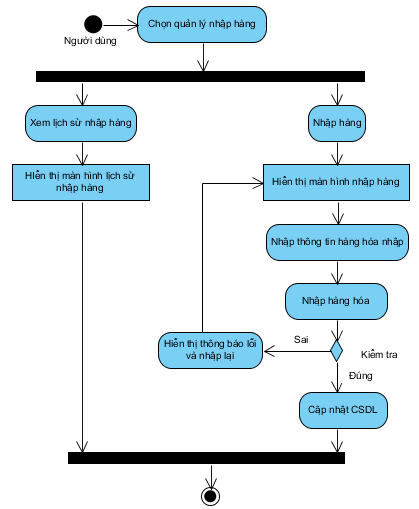 Chọn quản lý nhập hàng
Người dùng
Xem lịch sử nhập hàng
Nhập hàng
Hiển thị màn hình lịch sử
nhập hàng
Hiển thị màn hình nhập hàng
Nhập thông tin hàng hóa nhập
Nhập hàng hóa
Hiển thị thông báo lỗi
và nhập lại
Sai
Kiểm tra
Đúng
Cập nhật CSDL